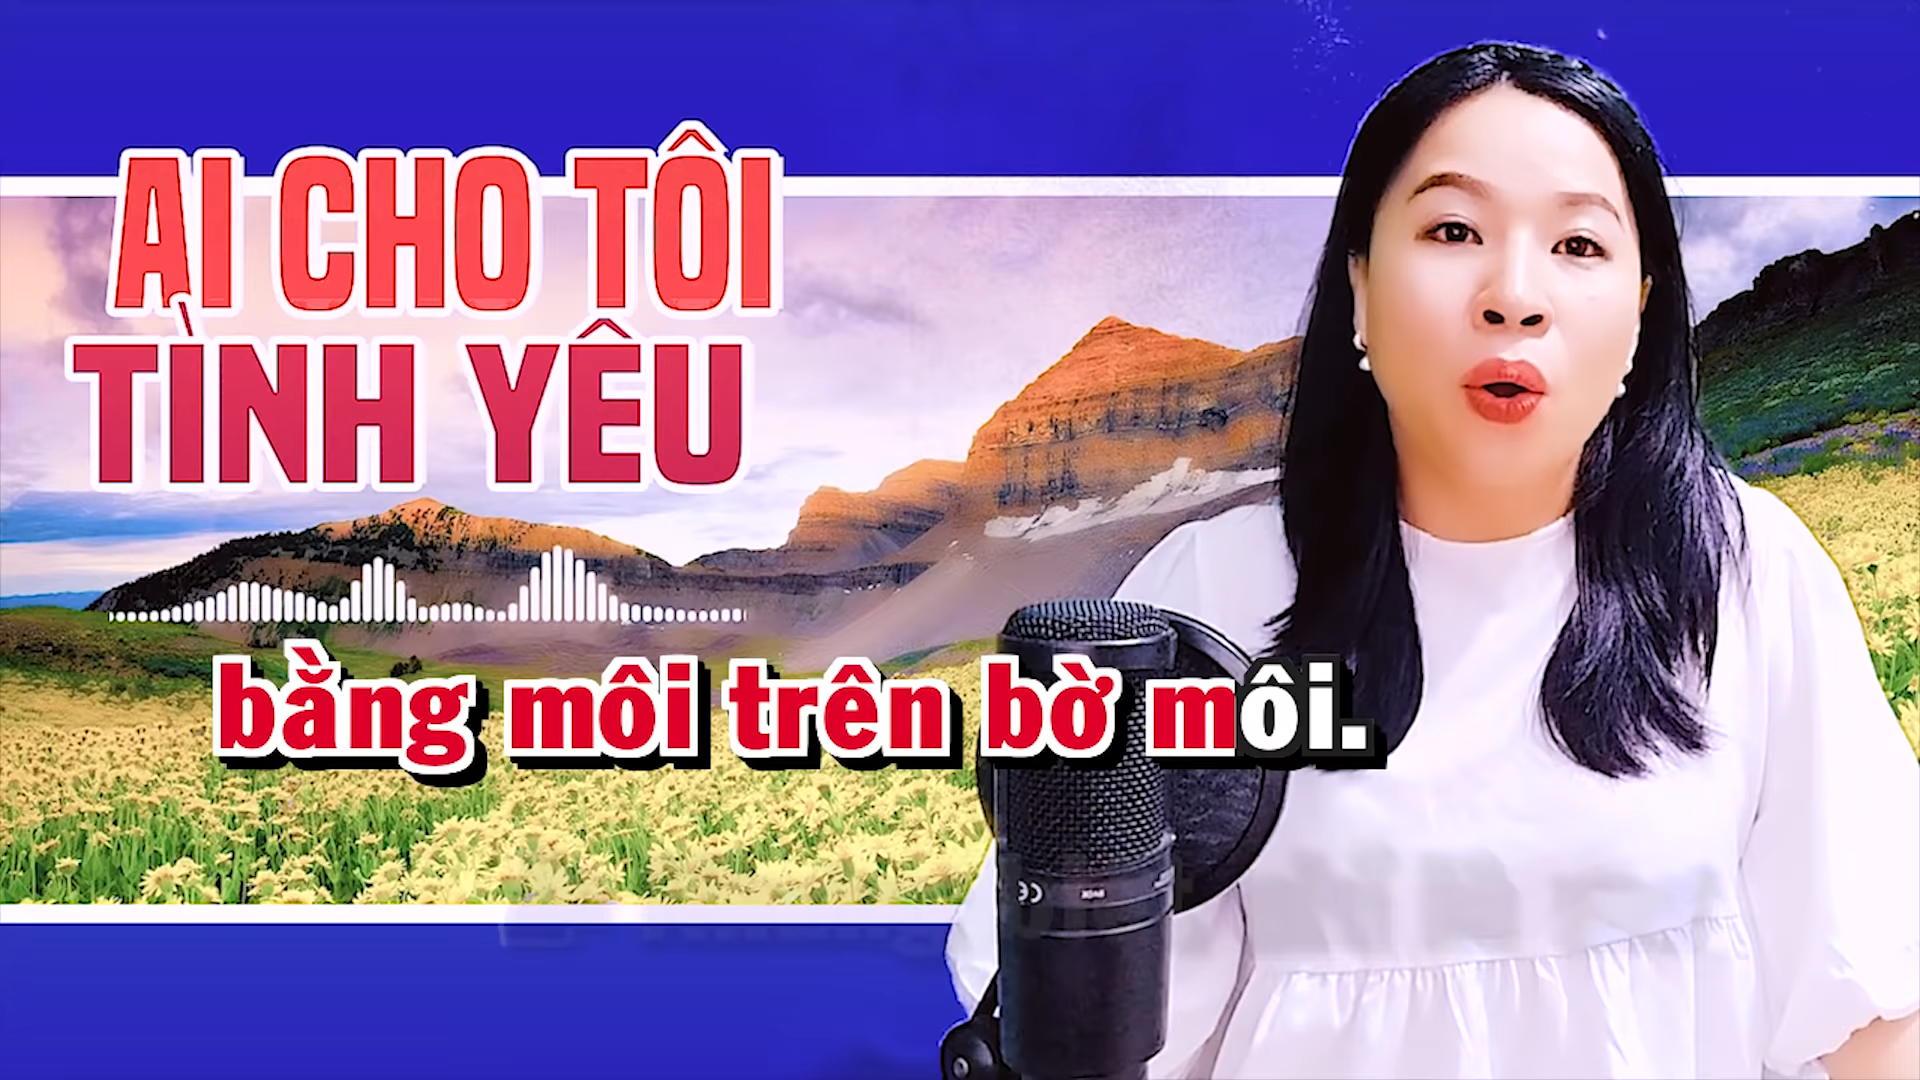 AI CHO TÔI
TÌNH YÊU
bằng môi trên bờ môi.